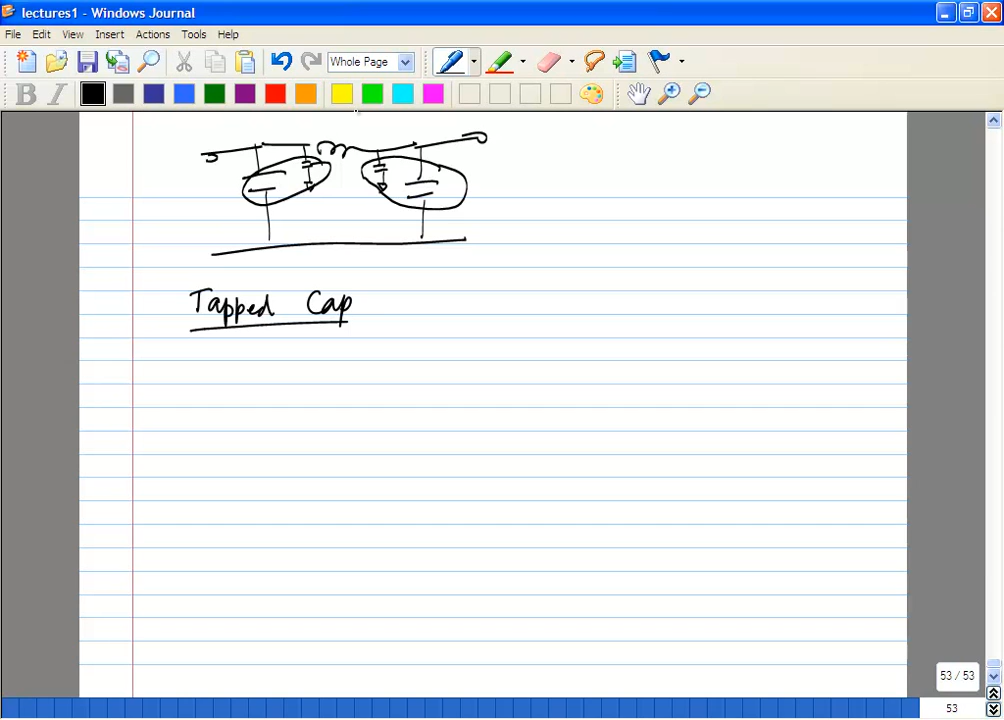 lectures1 - Windows Journal
File Edit View Insert Actions Tools Help
Whole Page
B I
Tapped Cap
53 / 53
53